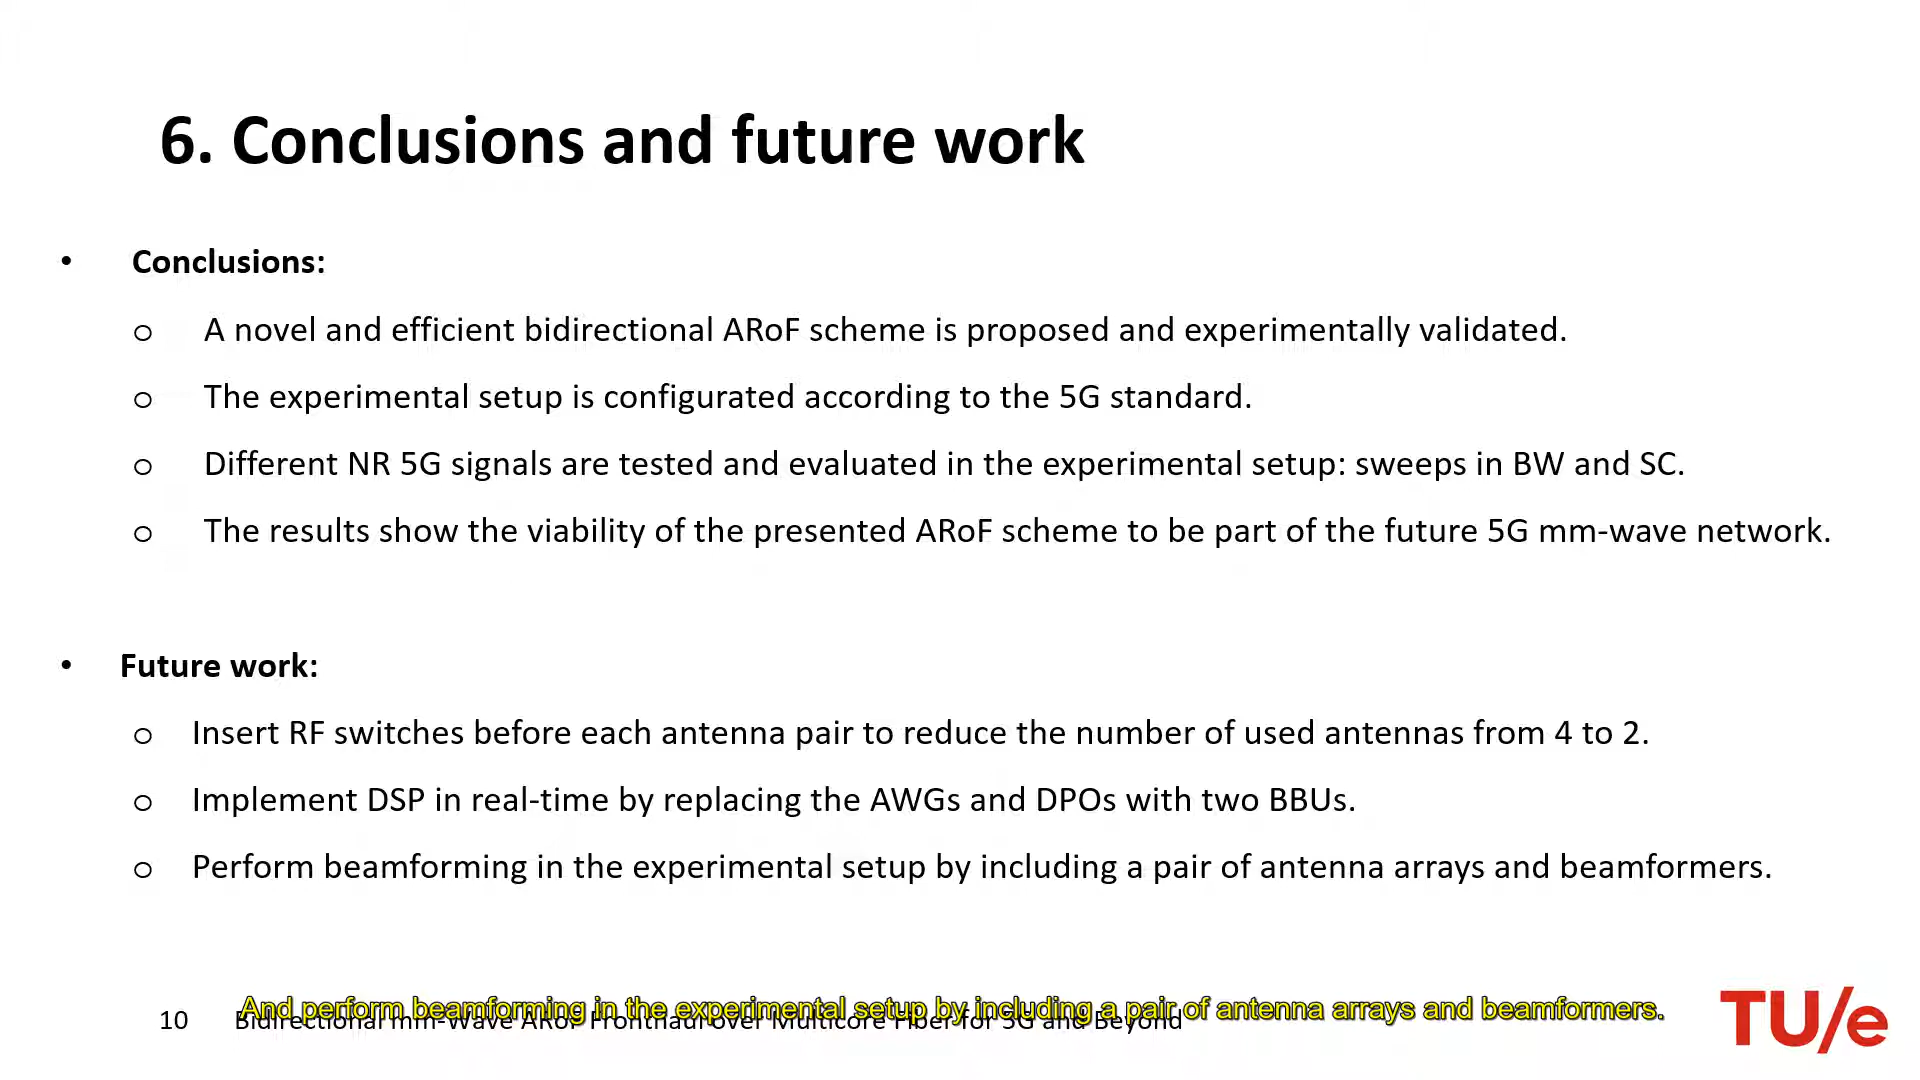 6. Conclusions and future work
• Conclusions:
o A novel and efficient bidirectional ARoF scheme is proposed and experimentally validated.
o The experimental setup is configurated according to the 5G standard.
o Different NR 5G signals are tested and evaluated in the experimental setup: sweeps in BW and SC.
o The results show the viability of the presented ARoF scheme to be part of the future 5G mm-wave network.
• Future work:
o Insert RF switches before each antenna pair to reduce the number of used antennas from 4 to 2.
o Implement DSP in real-time by replacing the AWGs and DPOs with two BBUs.
o Perform beamforming in the experimental setup by including a pair of antenna arrays and beamformers.
And perform beamforming in the experimental setup by including a pair of antenna arrays and beamformers.
10 Bidirectional mm-Wave ARoF Fronthaul over Multicore Fiber for 5G and Beyond
TU/e